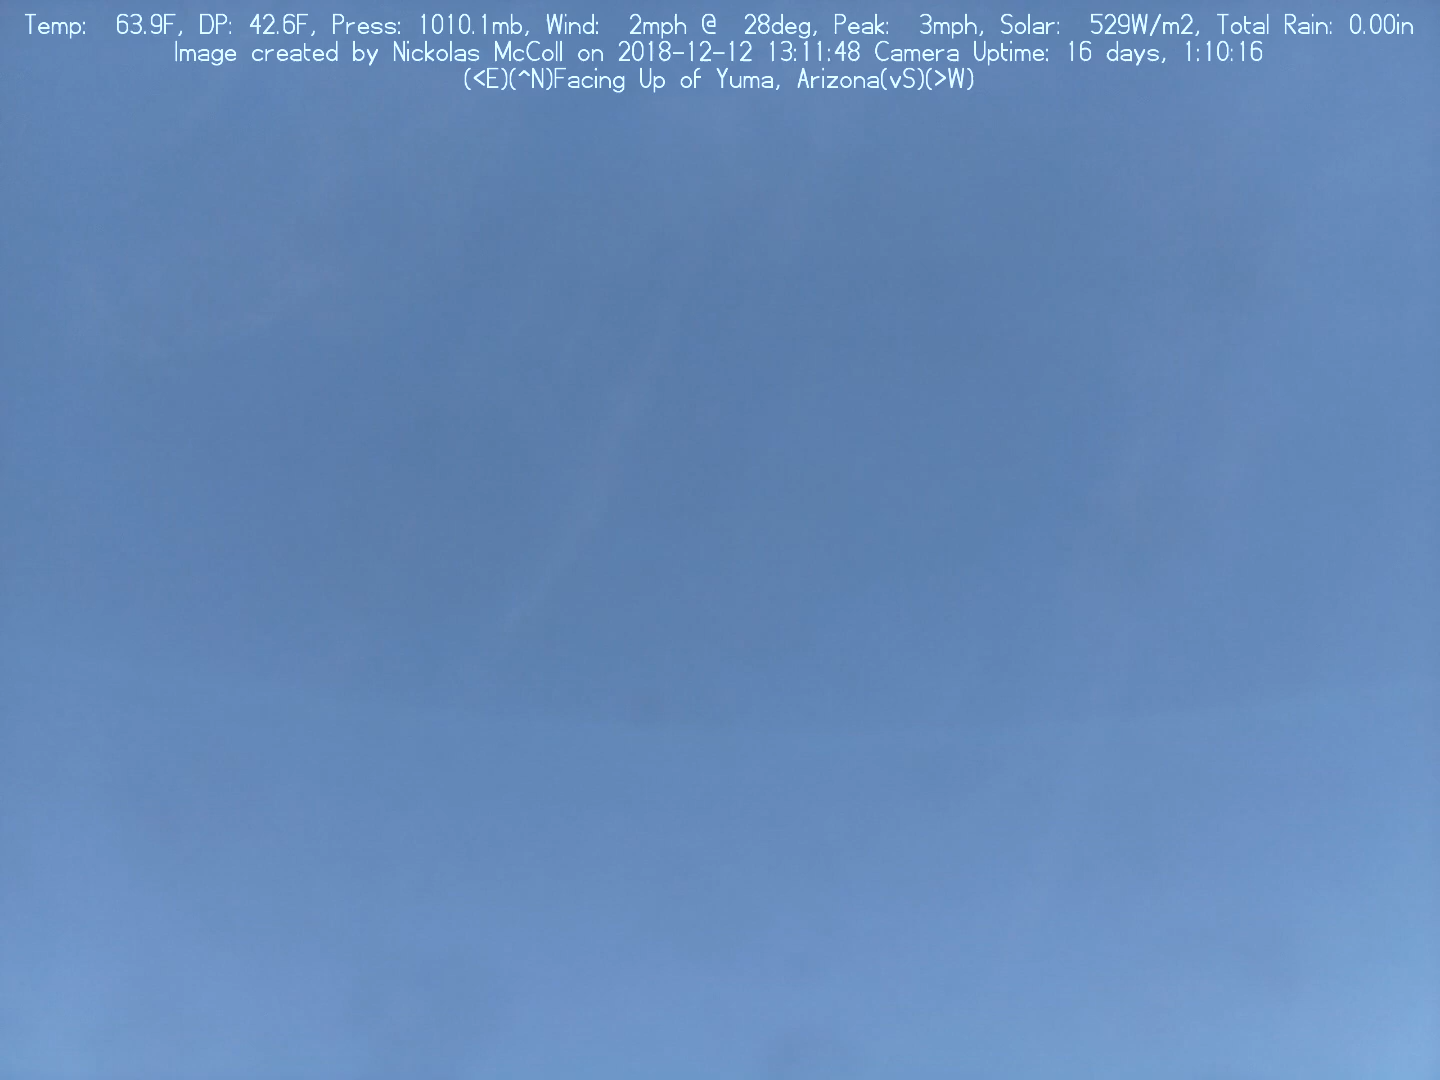 Temp:  63.9F, DP: 42.6F, Press: 1010.1mb, Wind:  2mph @  28deg, Peak:  3mph, Solar:  529W/m2, Total Rain: 0.00in
Image created by Nickolas McColl on 2018-12-12 13:11:48 Camera Uptime: 16 days, 1:10:16
(<E)(^N)Facing Up of Yuma, Arizona(vS)(>W)